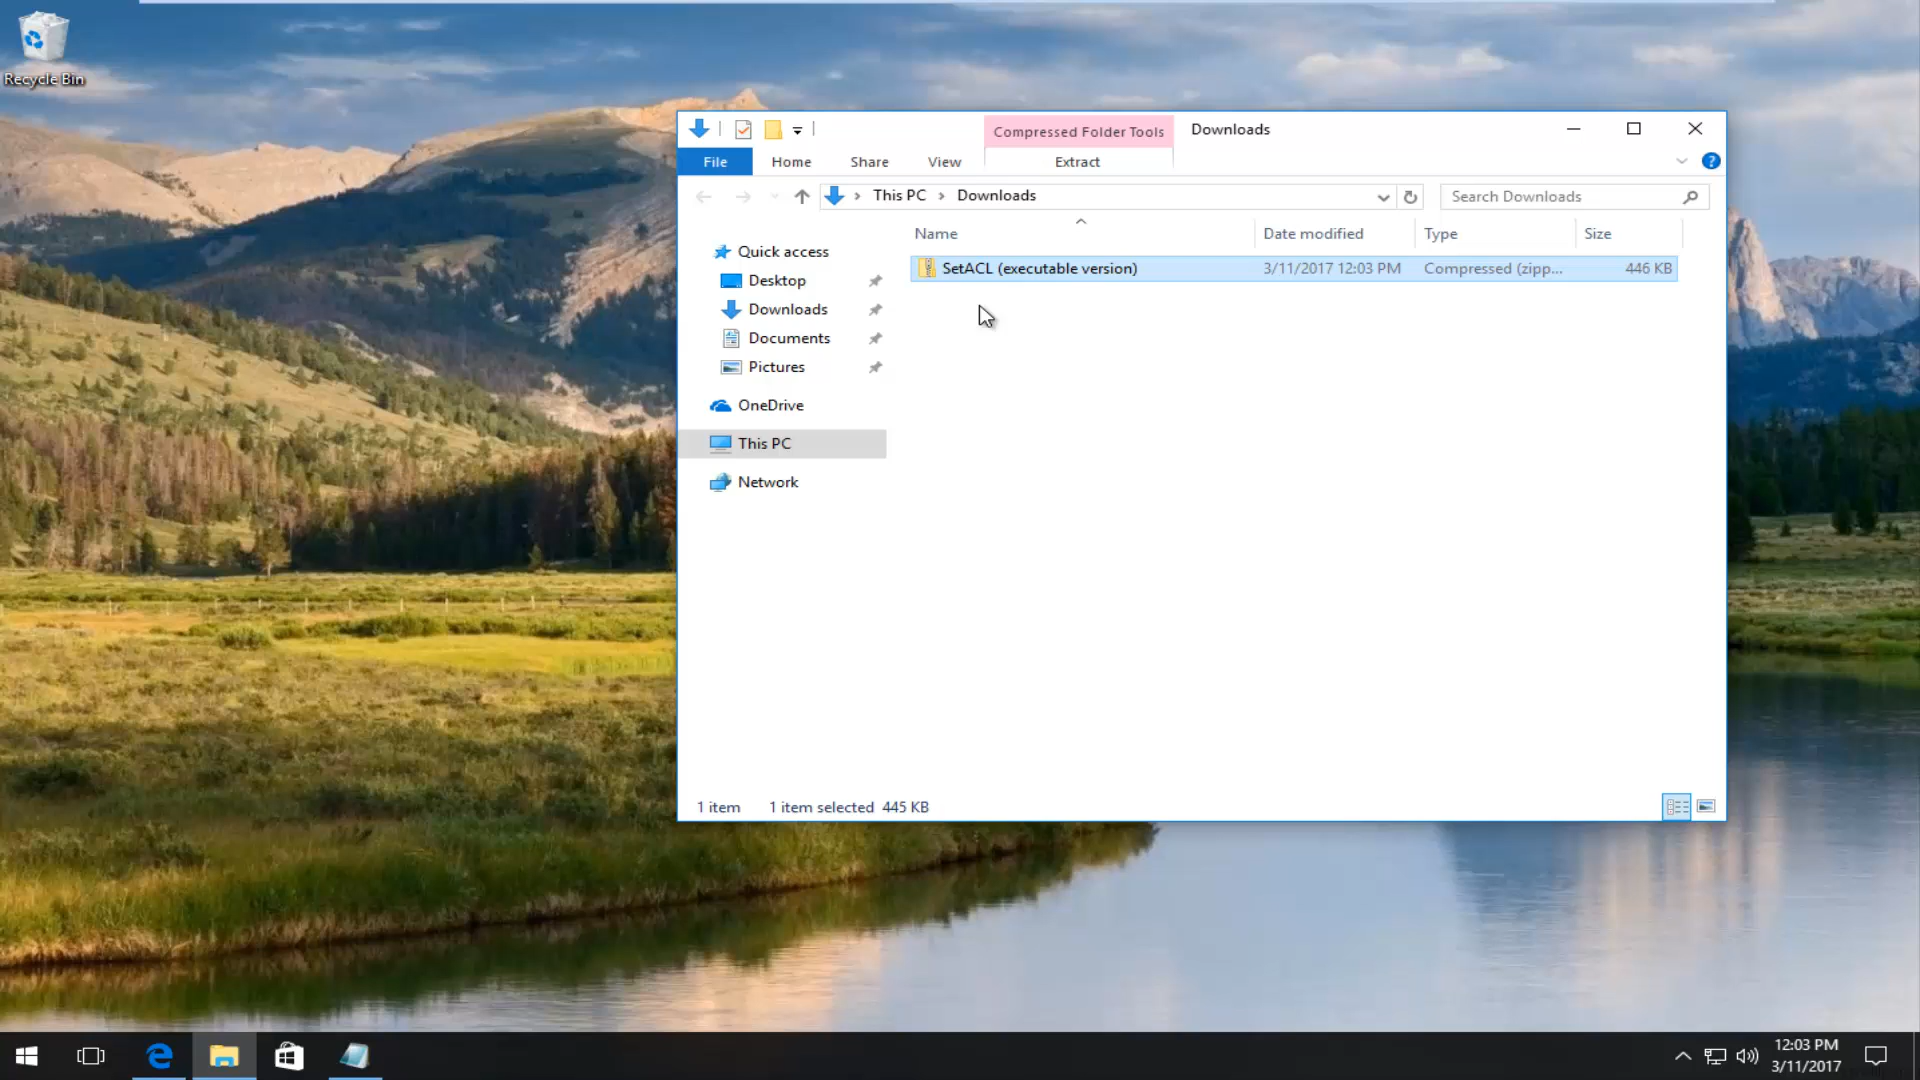 Recycle Bin
Compressed Folder Tools
Downloads
File
Home
Share
View
Extract
This PC
Downloads
Search Downloads
Name
Date modified
Type
Size
Quick access
Desktop
Downloads
Documents
Pictures
OneDrive
This PC
Network
SetACL (executable version)
3/11/2017 12:03 PM
Compressed (zipp...
446 KB
1 item
1 item selected 445 KB
12:03 PM
3/11/2017